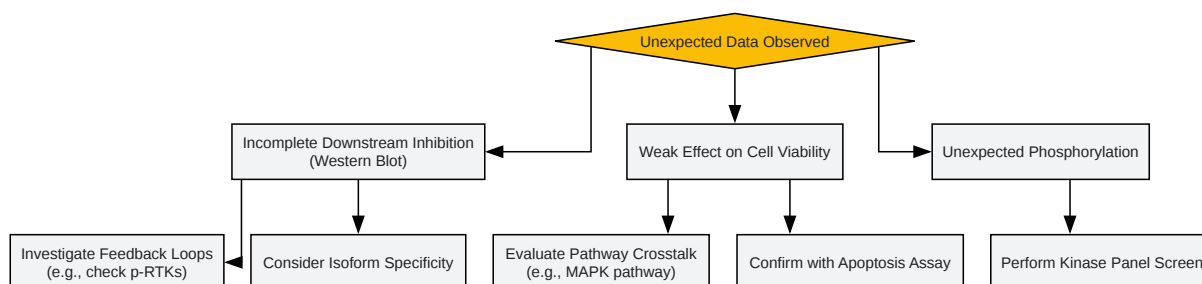 Unexpected Data Observed
Incomplete Downstream Inhibition
(Western Blot)
Weak Effect on Cell Viability
Unexpected Phosphorylation
Investigate Feedback Loops
(e.g., check p-RTKs)
Consider Isoform Specificity
Evaluate Pathway Crosstalk
(e.g., MAPK pathway)
Confirm with Apoptosis Assay
Perform Kinase Panel Screen